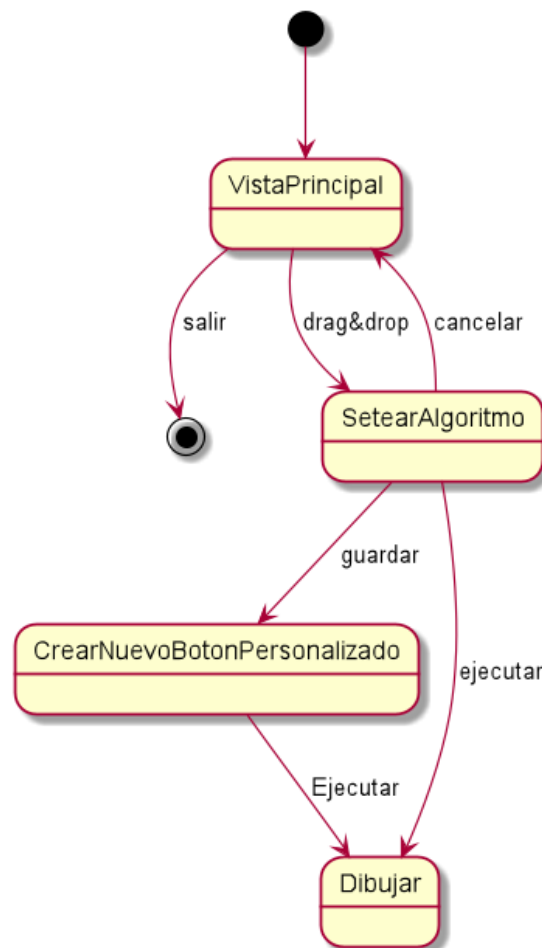 VistaPrincipal
salir
drag&drop
cancelar
SetearAlgoritmo
guardar
CrearNuevoBotonPersonalizado
ejecutar
Ejecutar
Dibujar